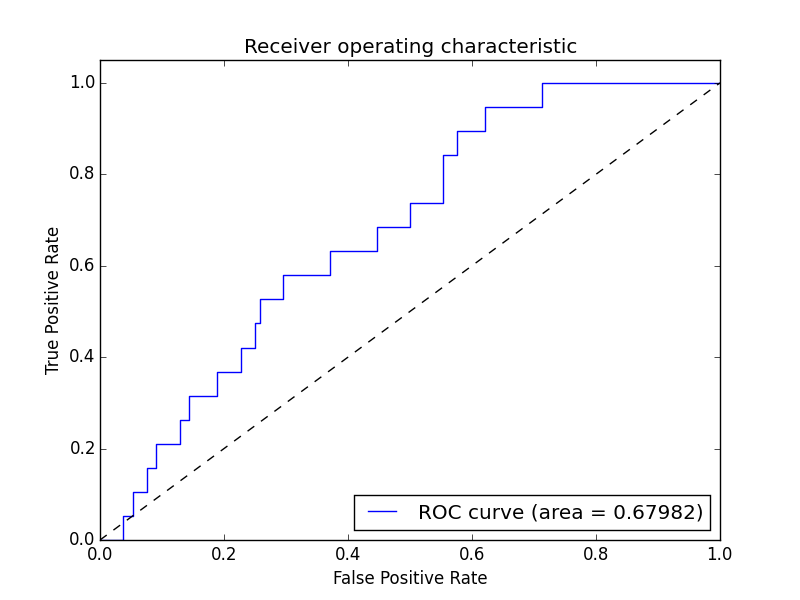 Receiver operating characteristic
1.0
0.8
0.6
0.4
0.2
0.0
True Positive Rate
ROC curve (area = 0.67982)
0.0 0.2 0.4 0.6 0.8 1.0
False Positive Rate